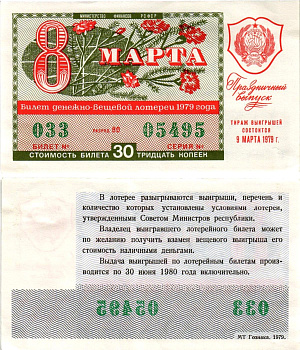 МИНИСТЕРСТВО ФИНАНСОВ РСФСР
8 МАРТА
Билет денежно-вещевой лотереи 1979 года
033 РАЗРЯД 80 05495
БИЛЕТ № СЕРИЯ №
СТОИМОСТЬ БИЛЕТА 30 ТРИДЦАТЬ КОПЕЕК
Праздничный
выпуск
ТИРАЖ ВЫИГРЫШЕЙ
СОСТОИТСЯ
9 МАРТА 1979 г.
В лотерее разыгрываются выигрыши, перечень и
количество которых установлены условиями лотереи,
утвержденными Советом Министров республики.
Владелец выигравшего лотерейного билета может
по желанию получить взамен вещевого выигрыша его
стоимость наличными деньгами.
Выдача выигрышей по лотерейным билетам произ-
водится по 30 июня 1980 года включительно.
05495 033
МТ Гознака. 1979.